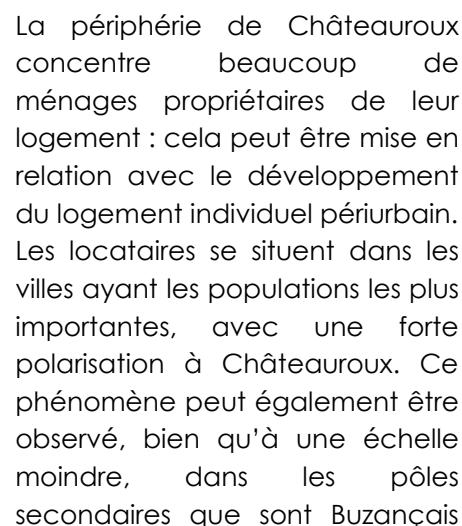 La périphérie de Châteauroux
concentre beaucoup de
ménages propriétaires de leur
logement : cela peut être mise en
relation avec le développement
du logement individuel périurbain.
Les locataires se situent dans les
villes ayant les populations les plus
importantes, avec une forte
polarisation à Châteauroux. Ce
phénomène peut également être
observé, bien qu'à une échelle
moindre, dans les pôles
secondaires que sont Buzançais